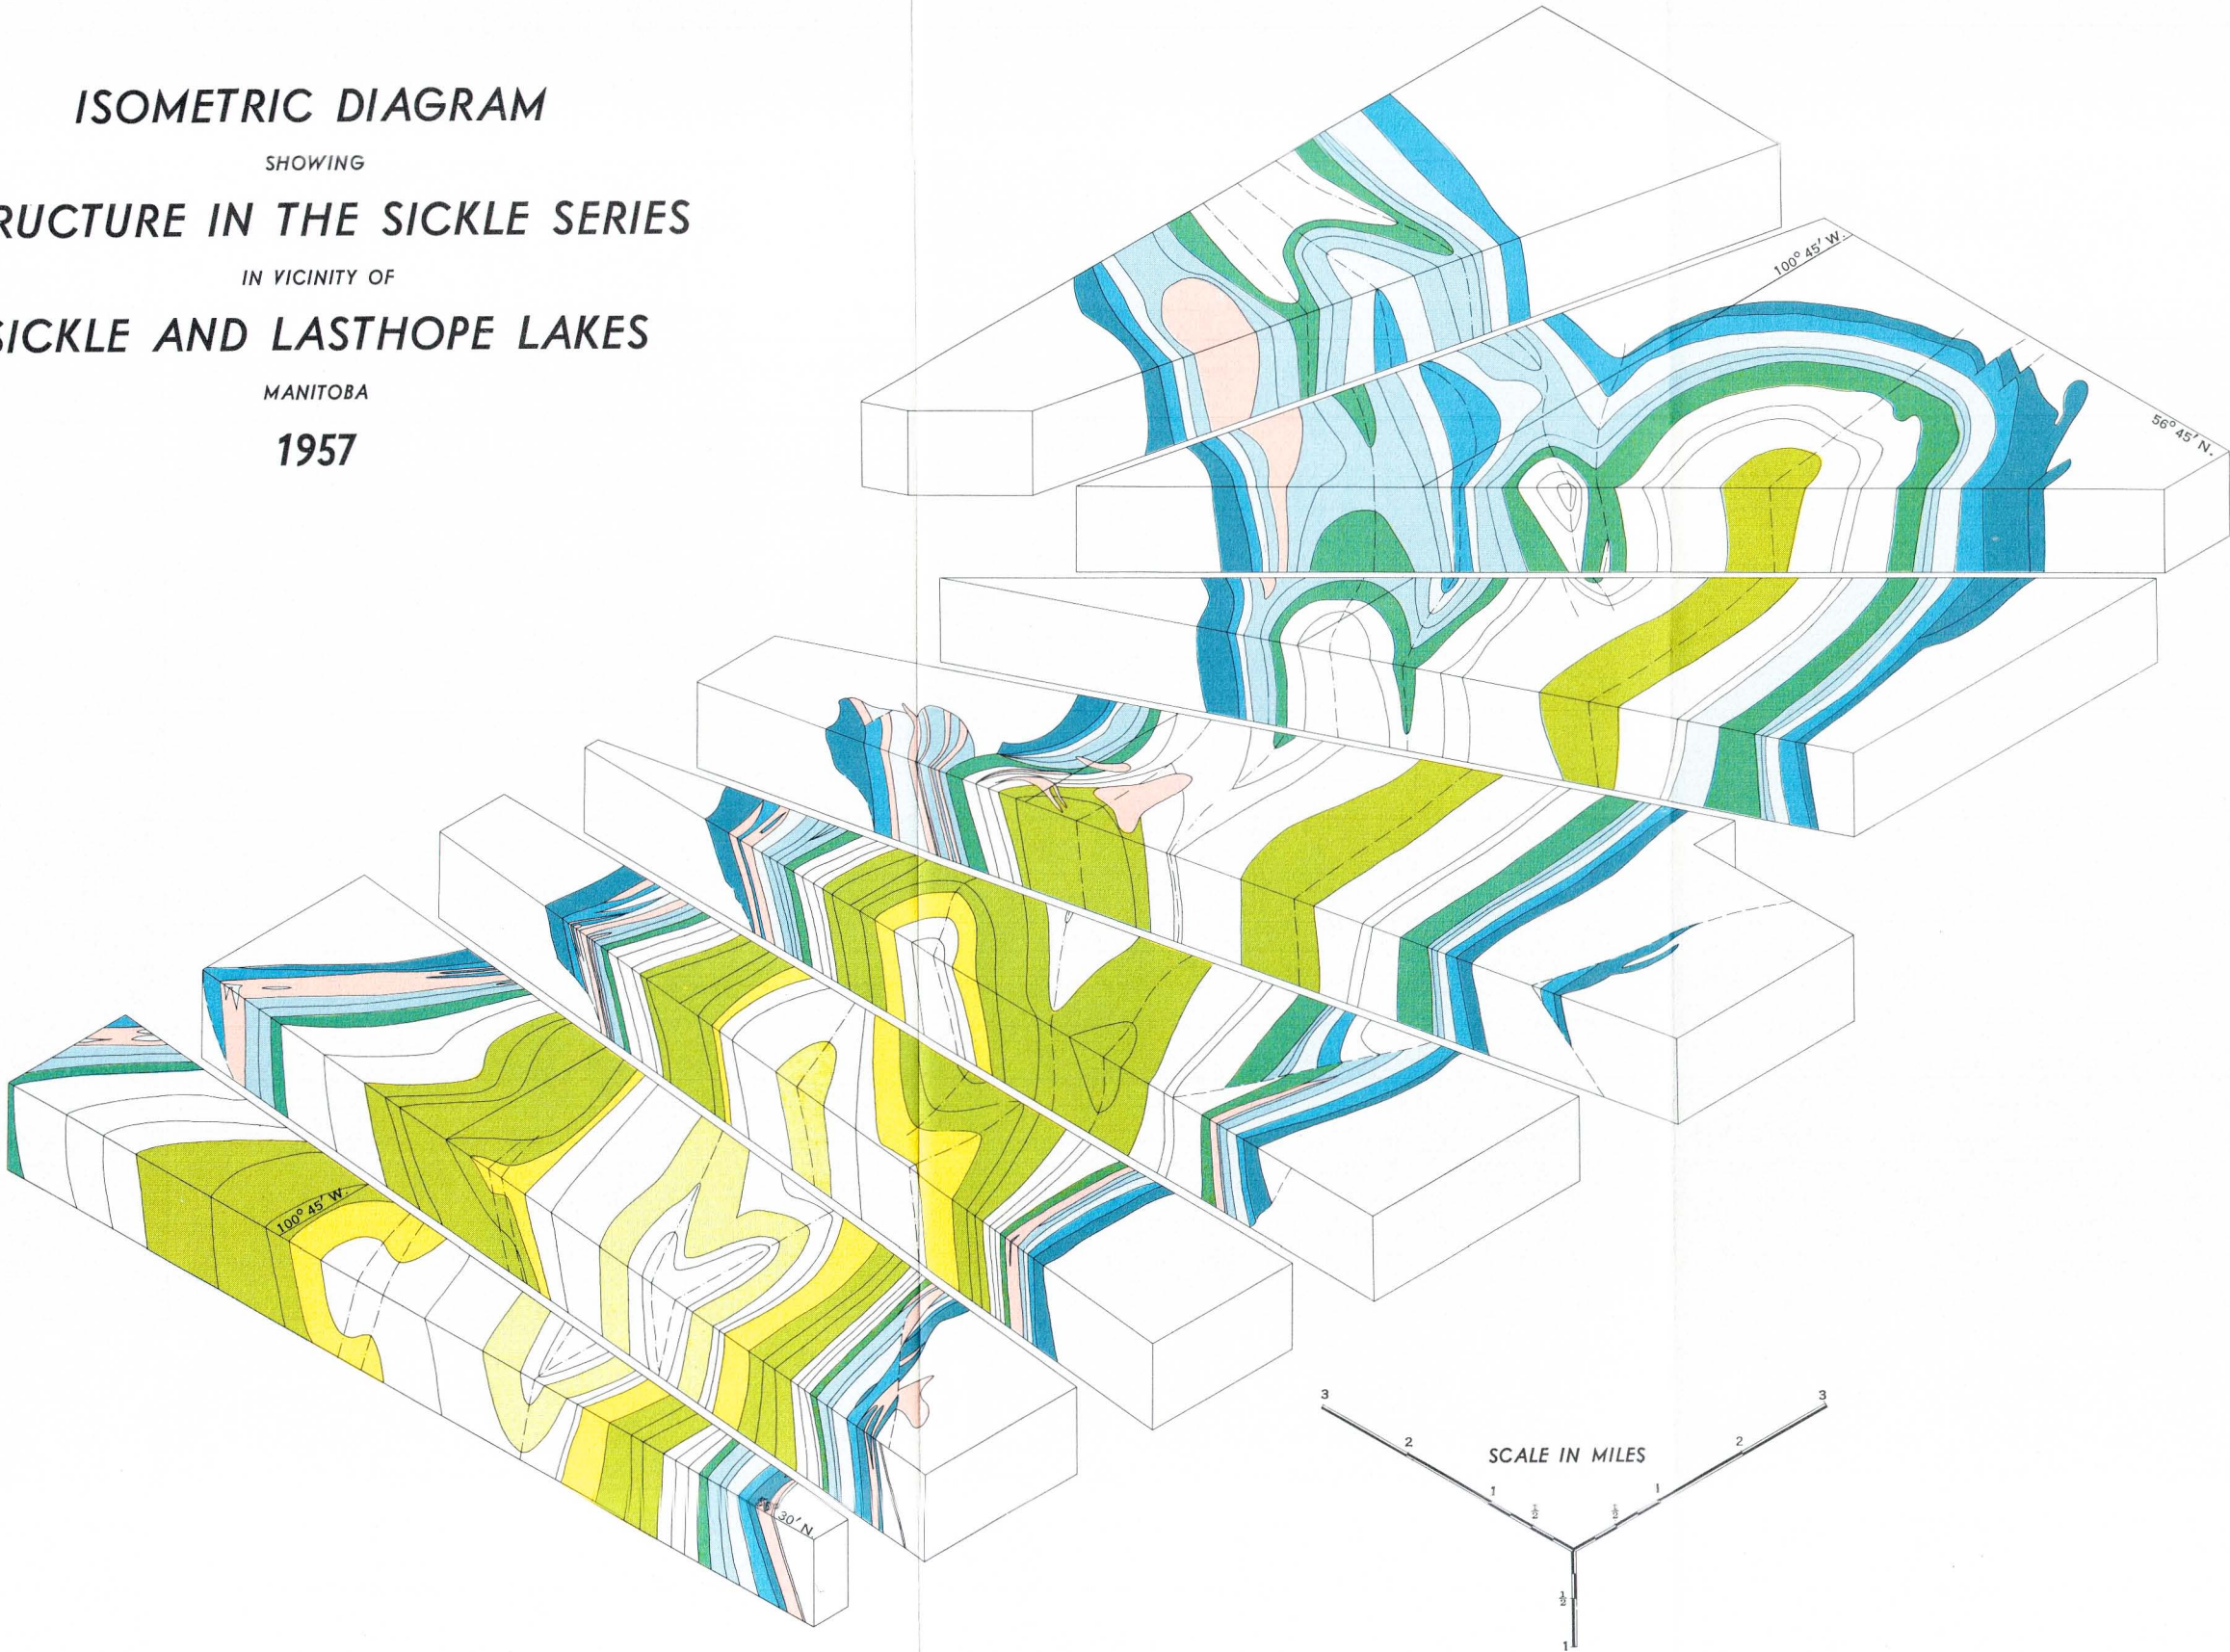 ISOMETRIC DIAGRAM
SHOWING
RUCTURE IN THE SICKLE SERIES
IN VICINITY OF
SICKLE AND LASTHOPE LAKES
MANITOBA
1957
100° 45′ W.
56° 45′ N.
100° 45′ W.
30′ N.
3 3
2 2
SCALE IN MILES
1 1
½ ½
½
1